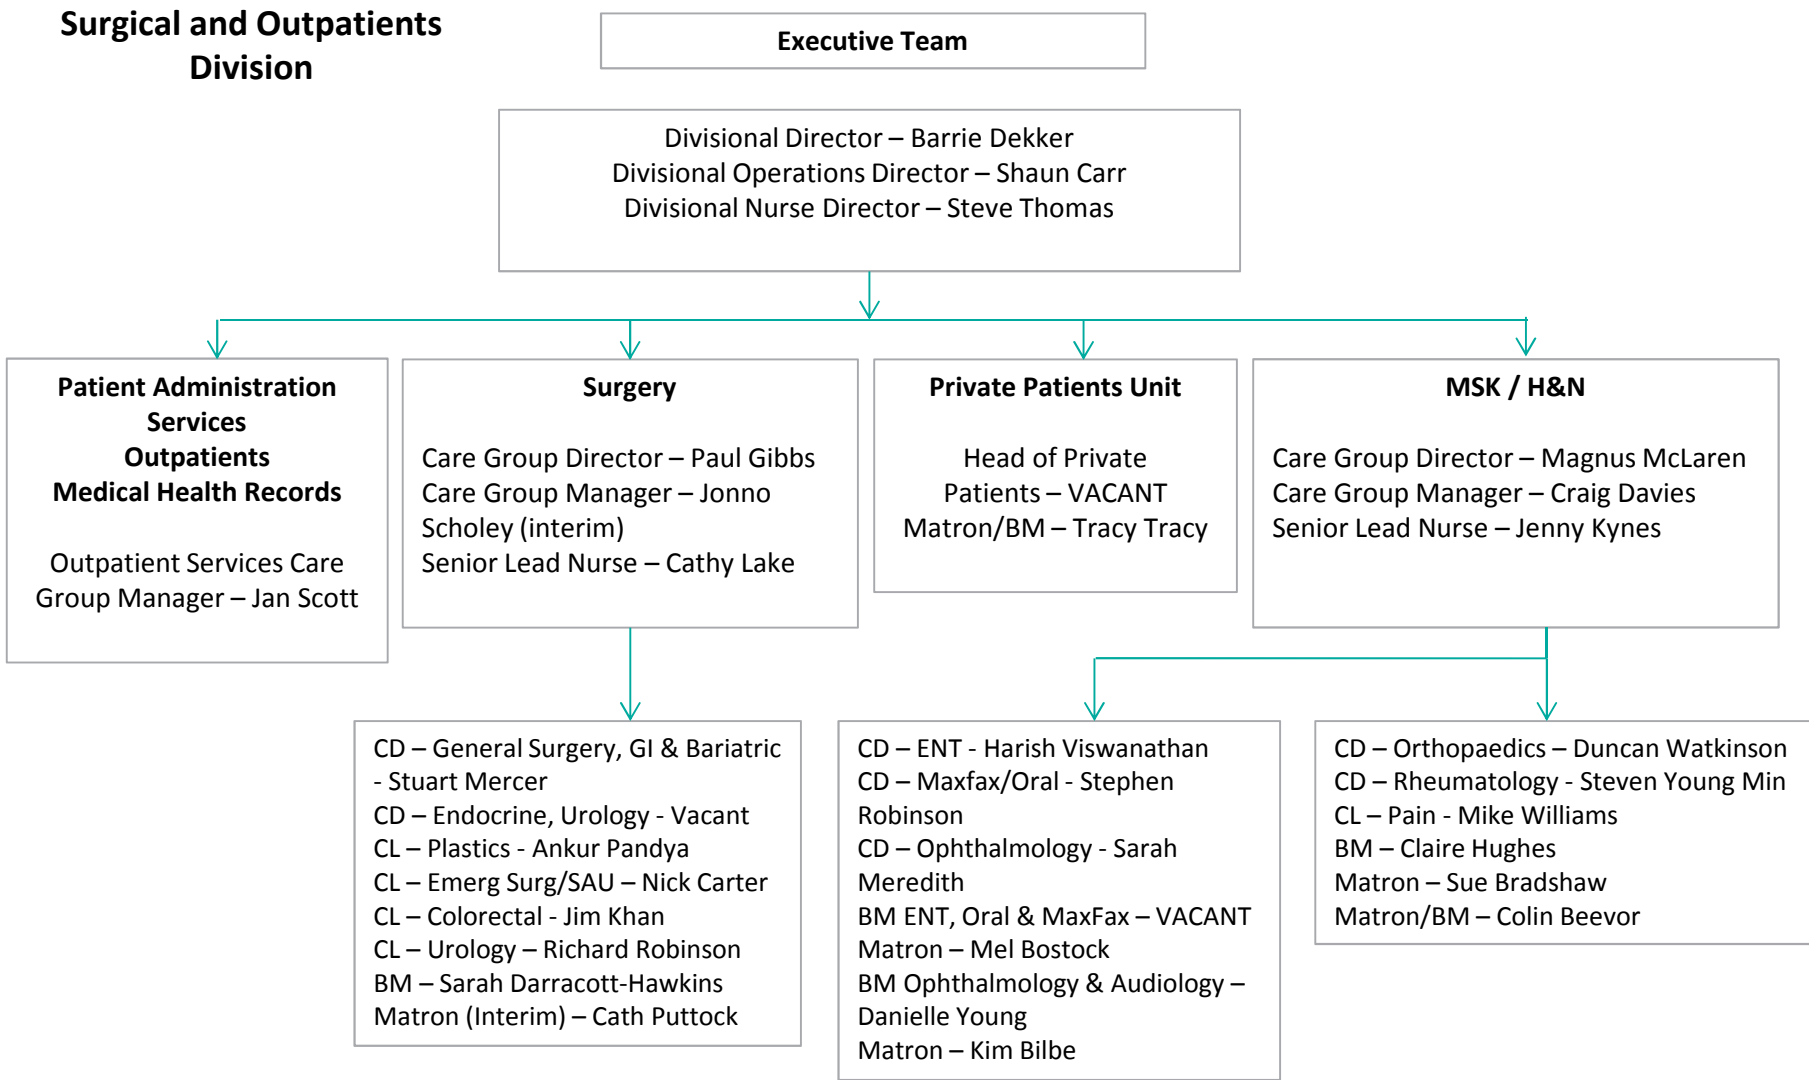 Surgical and Outpatients
Division
Executive Team
Divisional Director – Barrie Dekker
Divisional Operations Director – Shaun Carr
Divisional Nurse Director – Steve Thomas
Patient Administration
Services
Outpatients
Medical Health Records
Outpatient Services Care
Group Manager – Jan Scott
Surgery
Care Group Director – Paul Gibbs
Care Group Manager – Jonno
Scholey (interim)
Senior Lead Nurse – Cathy Lake
Private Patients Unit
Head of Private
Patients – VACANT
Matron/BM – Tracy Tracy
MSK / H&N
Care Group Director – Magnus McLaren
Care Group Manager – Craig Davies
Senior Lead Nurse – Jenny Kynes
CD – General Surgery, GI & Bariatric
- Stuart Mercer
CD – Endocrine, Urology - Vacant
CL – Plastics - Ankur Pandya
CL – Emerg Surg/SAU – Nick Carter
CL – Colorectal - Jim Khan
CL – Urology – Richard Robinson
BM – Sarah Darracott-Hawkins
Matron (Interim) – Cath Puttock
CD – ENT - Harish Viswanathan
CD – Maxfax/Oral - Stephen
Robinson
CD – Ophthalmology - Sarah
Meredith
BM ENT, Oral & MaxFax – VACANT
Matron – Mel Bostock
BM Ophthalmology & Audiology –
Danielle Young
Matron – Kim Bilbe
CD – Orthopaedics – Duncan Watkinson
CD – Rheumatology - Steven Young Min
CL – Pain - Mike Williams
BM – Claire Hughes
Matron – Sue Bradshaw
Matron/BM – Colin Beevor